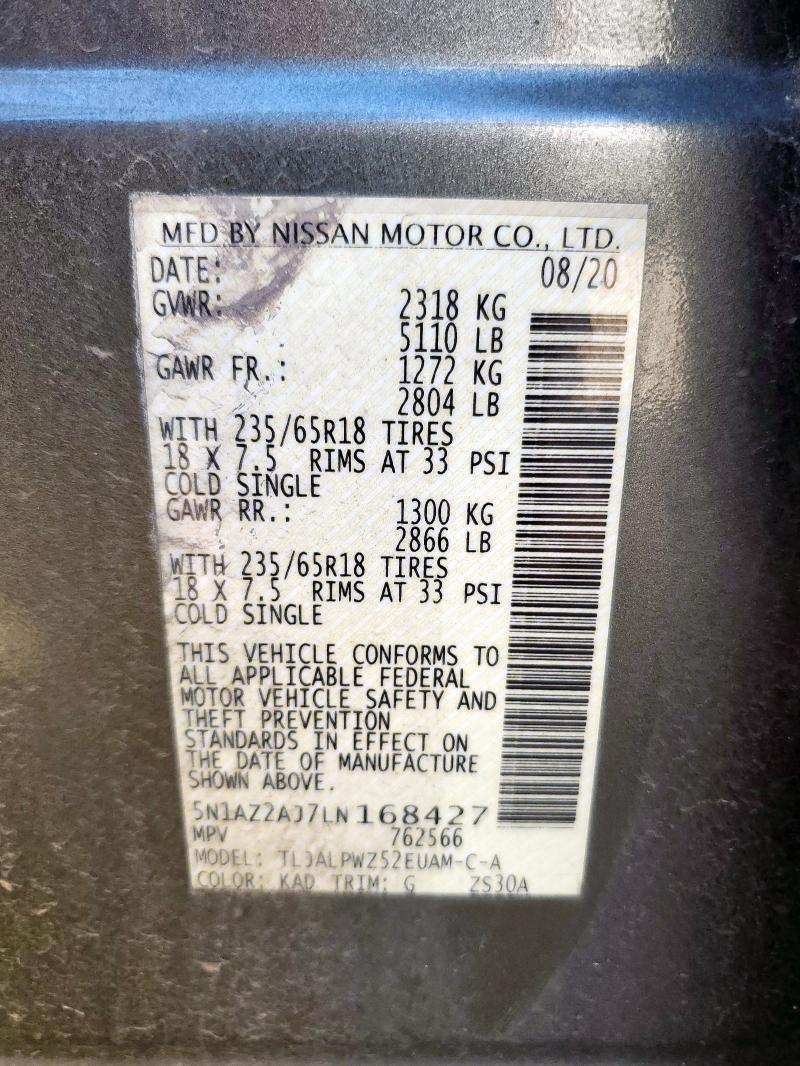 MFD BY NISSAN MOTOR CO., LTD.
DATE: 08/20
GVWR: 2318 KG
5110 LB
GAWR FR.: 1272 KG
2804 LB
WITH 235/65R18 TIRES
18 X 7.5 RIMS AT 33 PSI
COLD SINGLE
GAWR RR.: 1300 KG
2866 LB
WITH 235/65R18 TIRES
18 X 7.5 RIMS AT 33 PSI
COLD SINGLE
THIS VEHICLE CONFORMS TO
ALL APPLICABLE FEDERAL
MOTOR VEHICLE SAFETY AND
THEFT PREVENTION
STANDARDS IN EFFECT ON
THE DATE OF MANUFACTURE
SHOWN ABOVE.
5N1AZ2AJ7LN168427
MPV 762566
MODEL: TLJALPWZ52EUAM-C-A
COLOR: KAD TRIM: G ZS30A